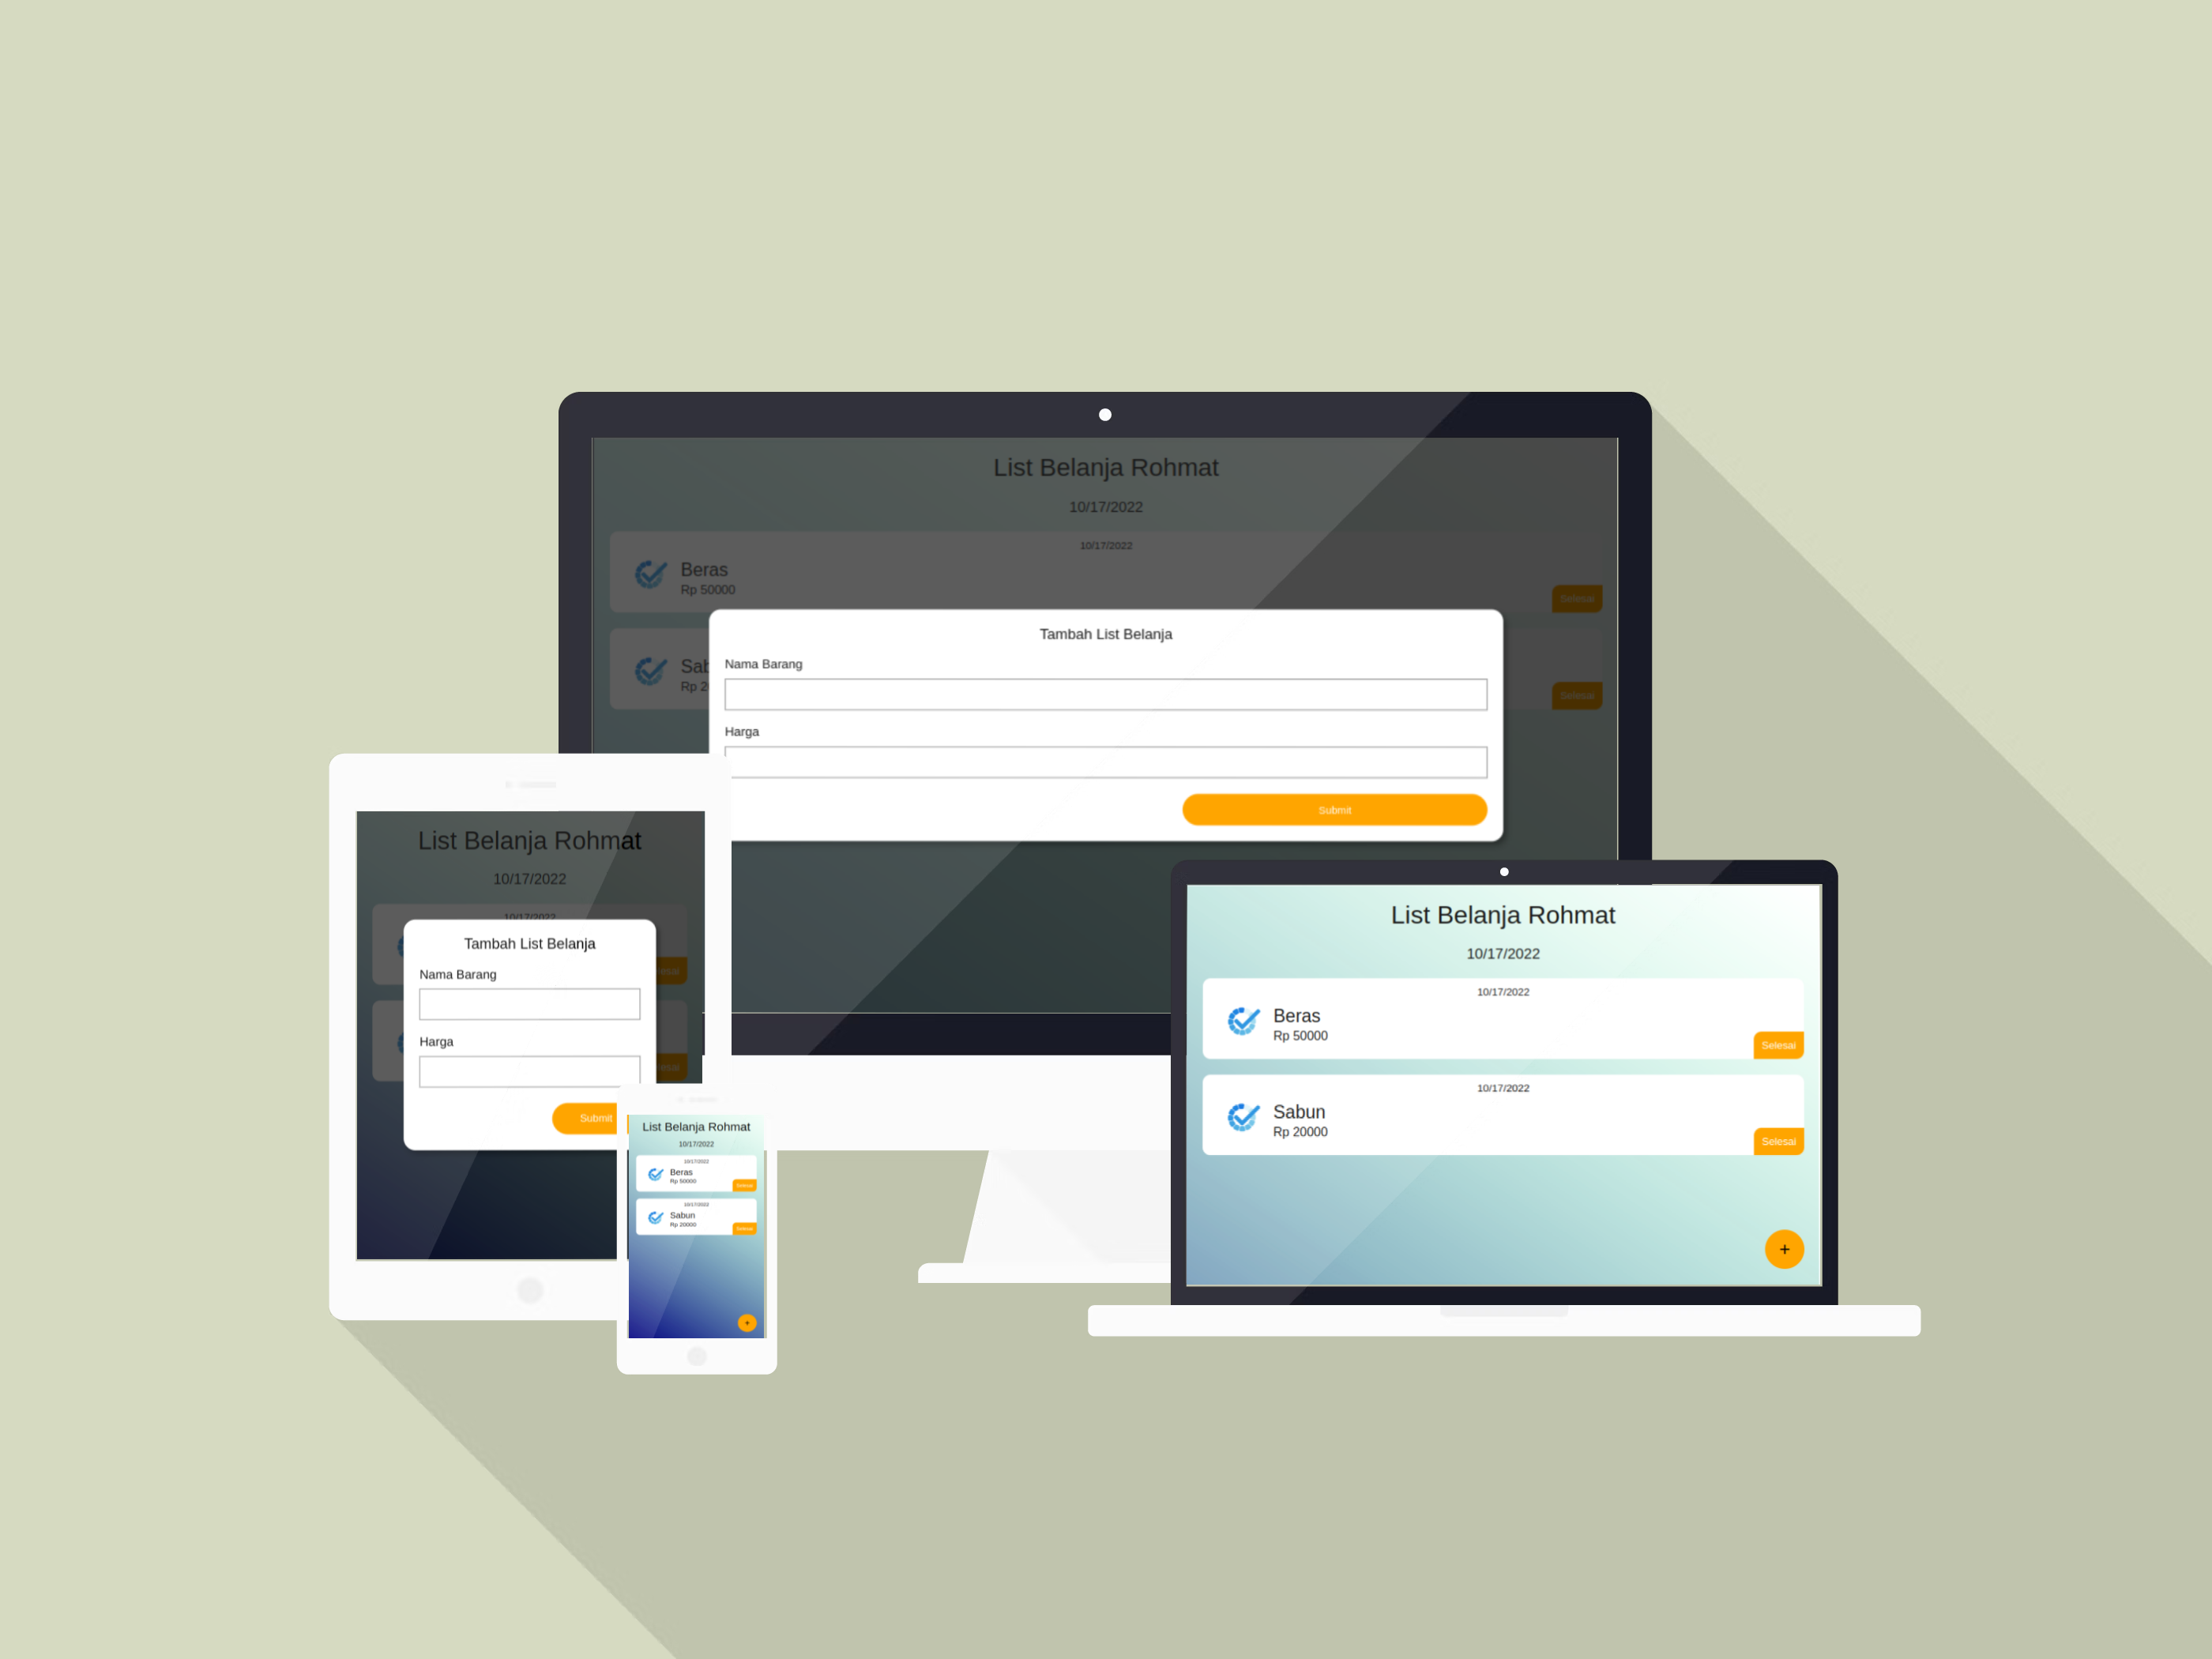 List Belanja Rohmat
10/17/2022
10/17/2022
Beras
Rp 50000
Selesai
Sab
Rp 2
Selesai
Tambah List Belanja
Nama Barang
Harga
Submit
List Belanja Rohmat
10/17/2022
10/17/2022
Tambah List Belanja
Nama Barang
Harga
Submit
esai
esai
List Belanja Rohmat
10/17/2022
10/17/2022
Beras
Rp 50000
Selesai
10/17/2022
Sabun
Rp 20000
Selesai
+
List Belanja Rohmat
10/17/2022
10/17/2022
Beras
Rp 50000
Selesai
10/17/2022
Sabun
Rp 20000
Selesai
+